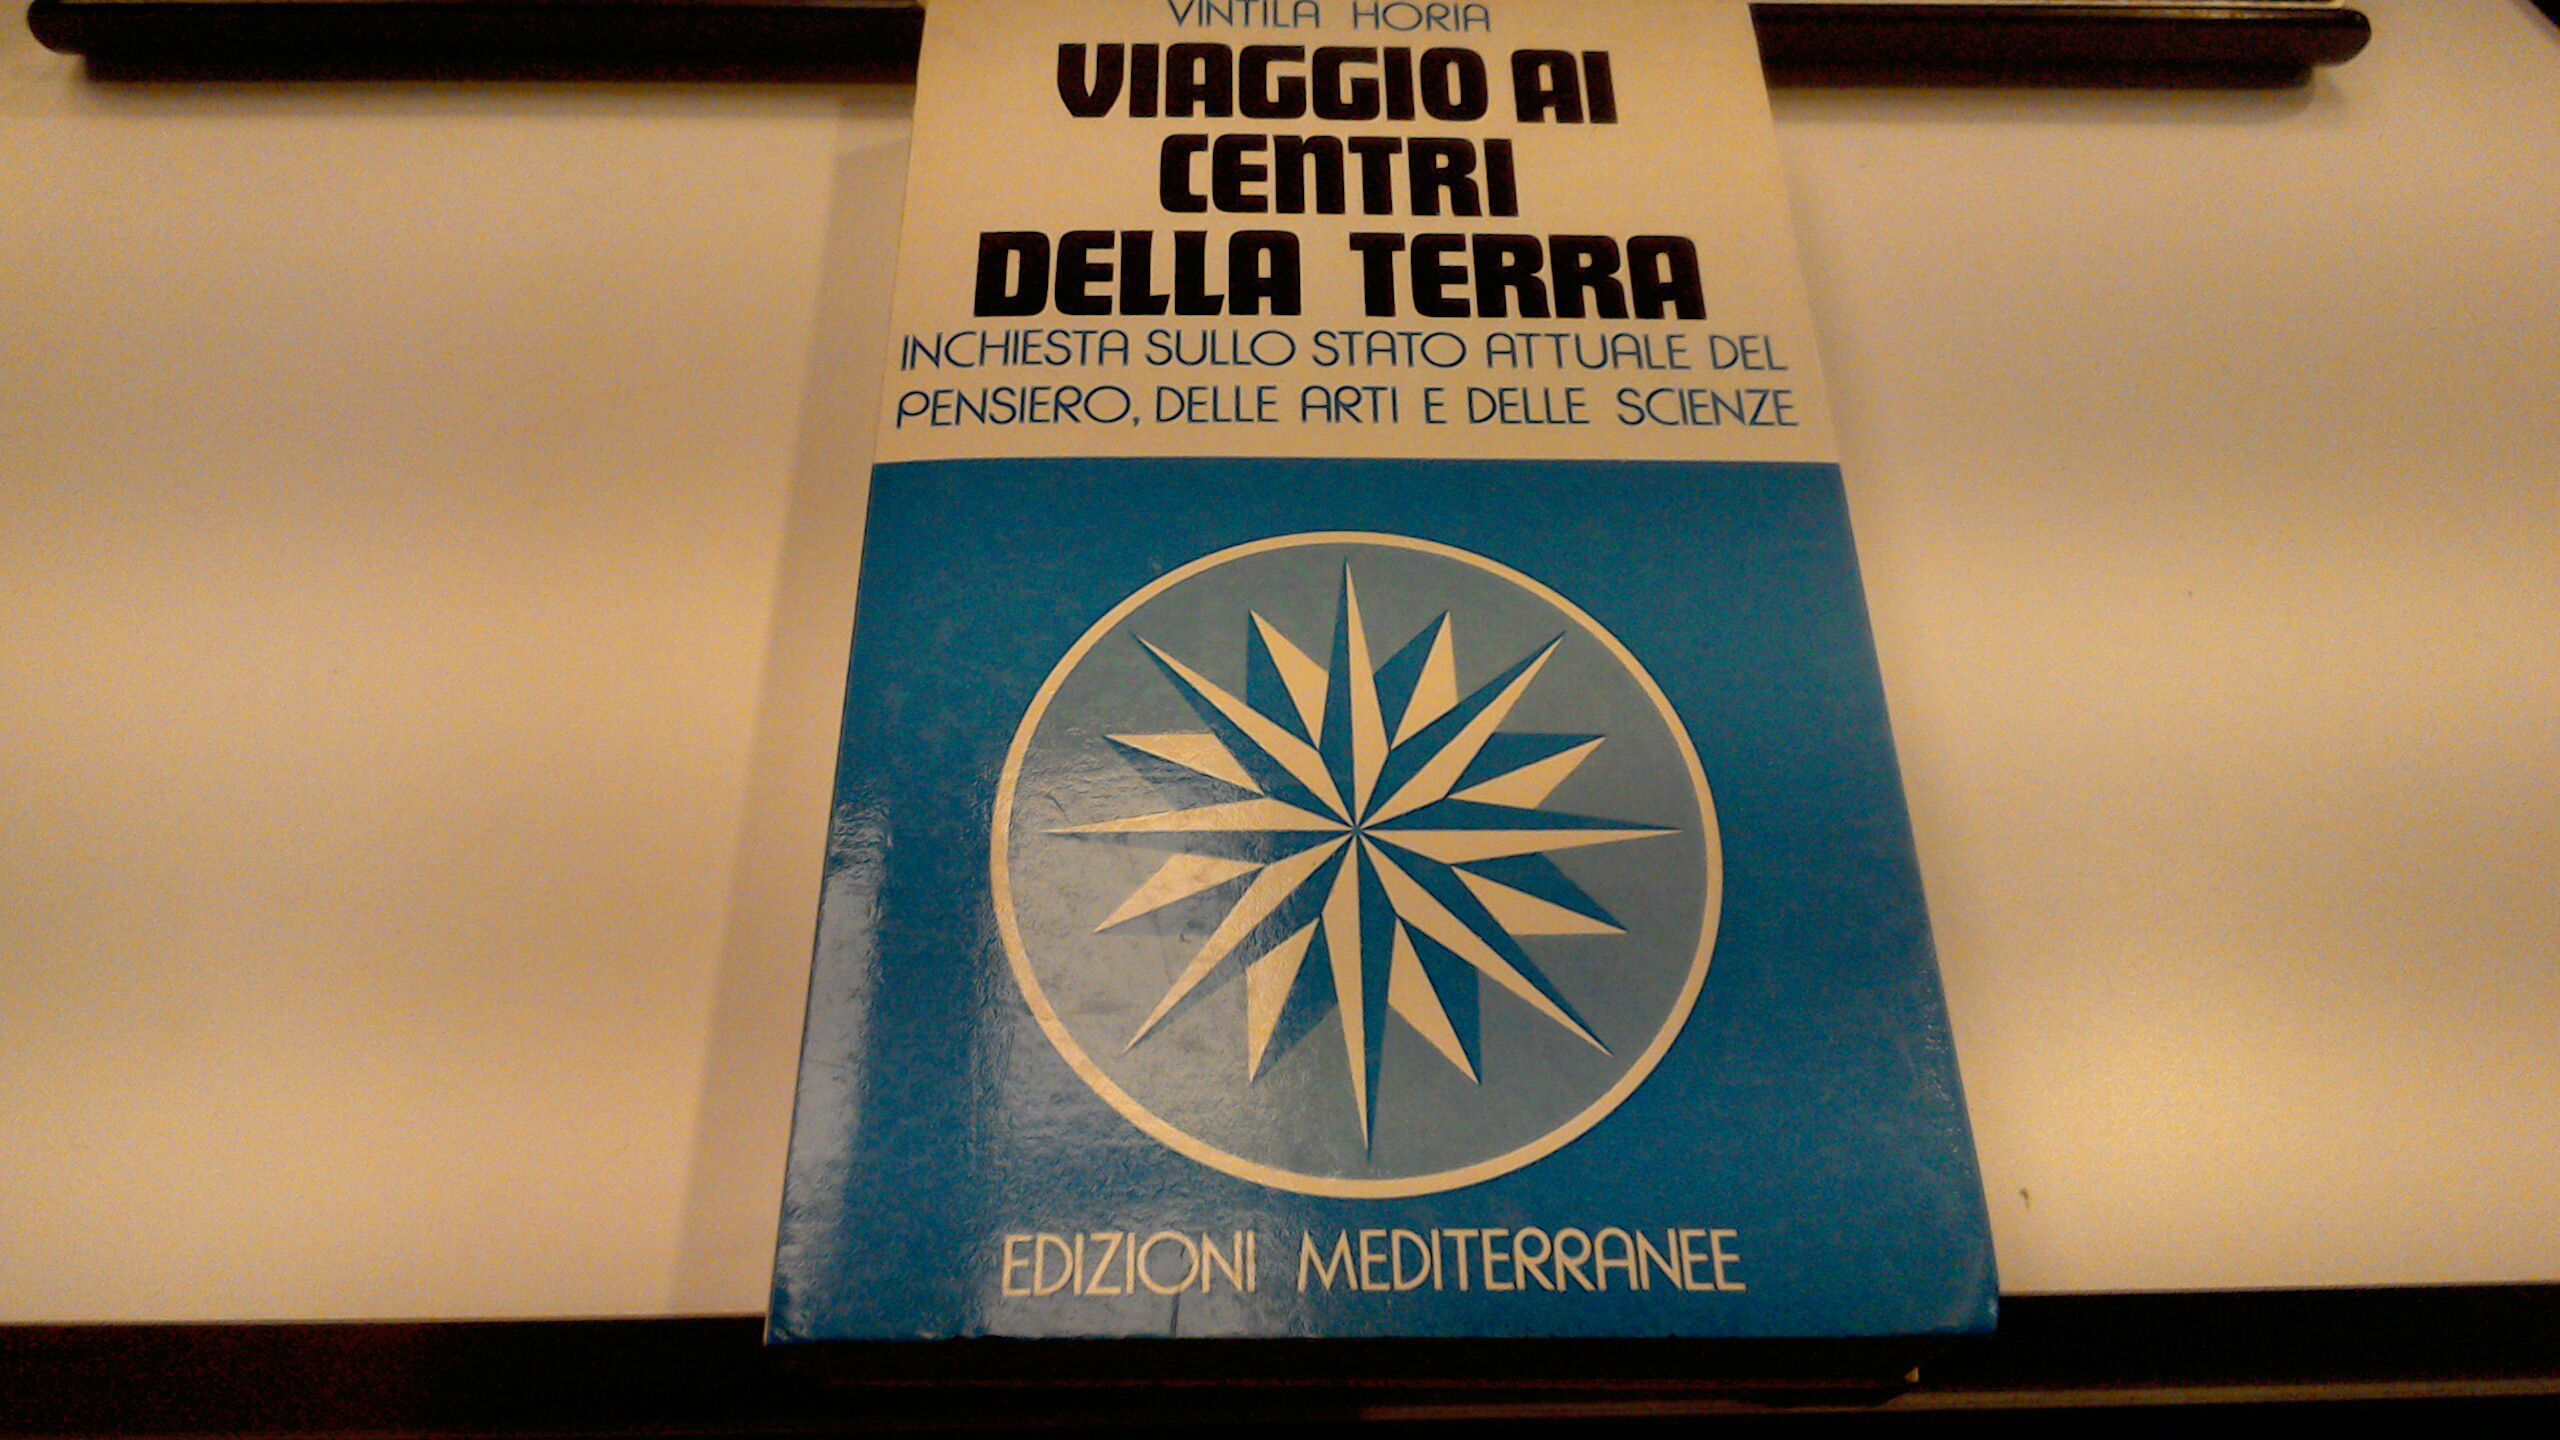 VINTILA HORIA
VIAGGIO AI
CENTRI
DELLA TERRA
INCHIESTA SULLO STATO ATTUALE DEL
PENSIERO, DELLE ARTI E DELLE SCIENZE
EDIZIONI MEDITERRANEE